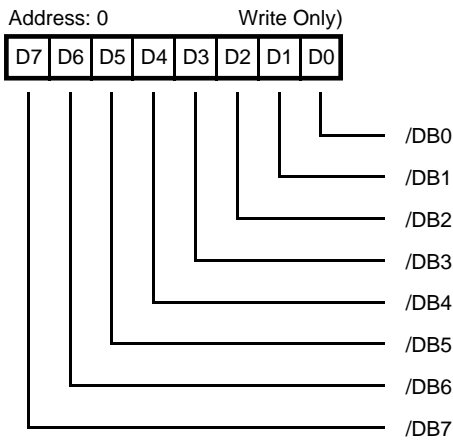 Address: 0 Write Only)
D7 D6 D5 D4 D3 D2 D1 D0
/DB0
/DB1
/DB2
/DB3
/DB4
/DB5
/DB6
/DB7